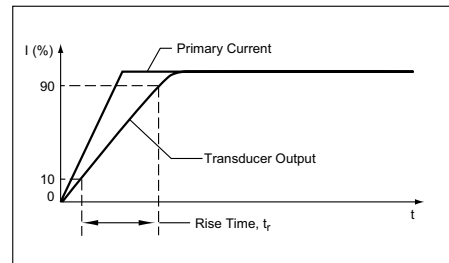 I (%)
Primary Current
90
Transducer Output
10
0
t
Rise Time, tr